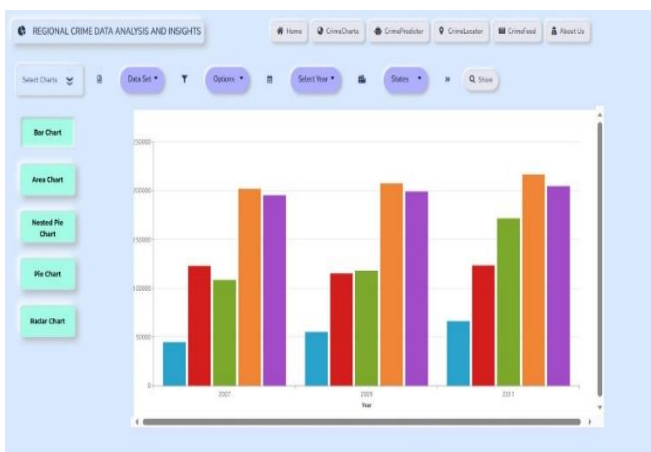 REGIONAL CRIME DATA ANALYSIS AND INSIGHTS
Home CrimeCharts CrimePredictor CrimeLocator CrimeFeed About Us
Select Charts Data Set Options Select Year States Show
Bar Chart
Area Chart
Nested Pie
Chart
Pie Chart
Radar Chart
250000
200000
150000
100000
50000
0
2007 2009 2011
Year